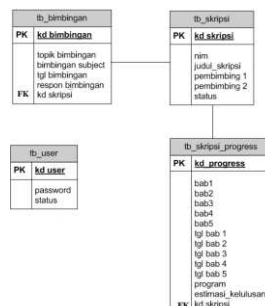 tb_bimbingan
PK kd bimbingan
topik bimbingan
bimbingan subject
tgl bimbingan
respon bimbingan
FK kd skripsi
tb_skripsi
PK kd skripsi
nim
judul_skripsi
pembimbing 1
pembimbing 2
status
tb_user
PK kd user
password
status
tb_skripsi_progress
PK kd_progress
bab1
bab2
bab3
bab4
bab5
tgl bab 1
tgl bab 2
tgl bab 3
tgl bab 4
tgl bab 5
program
estimasi_kelulusan
FK kd skripsi